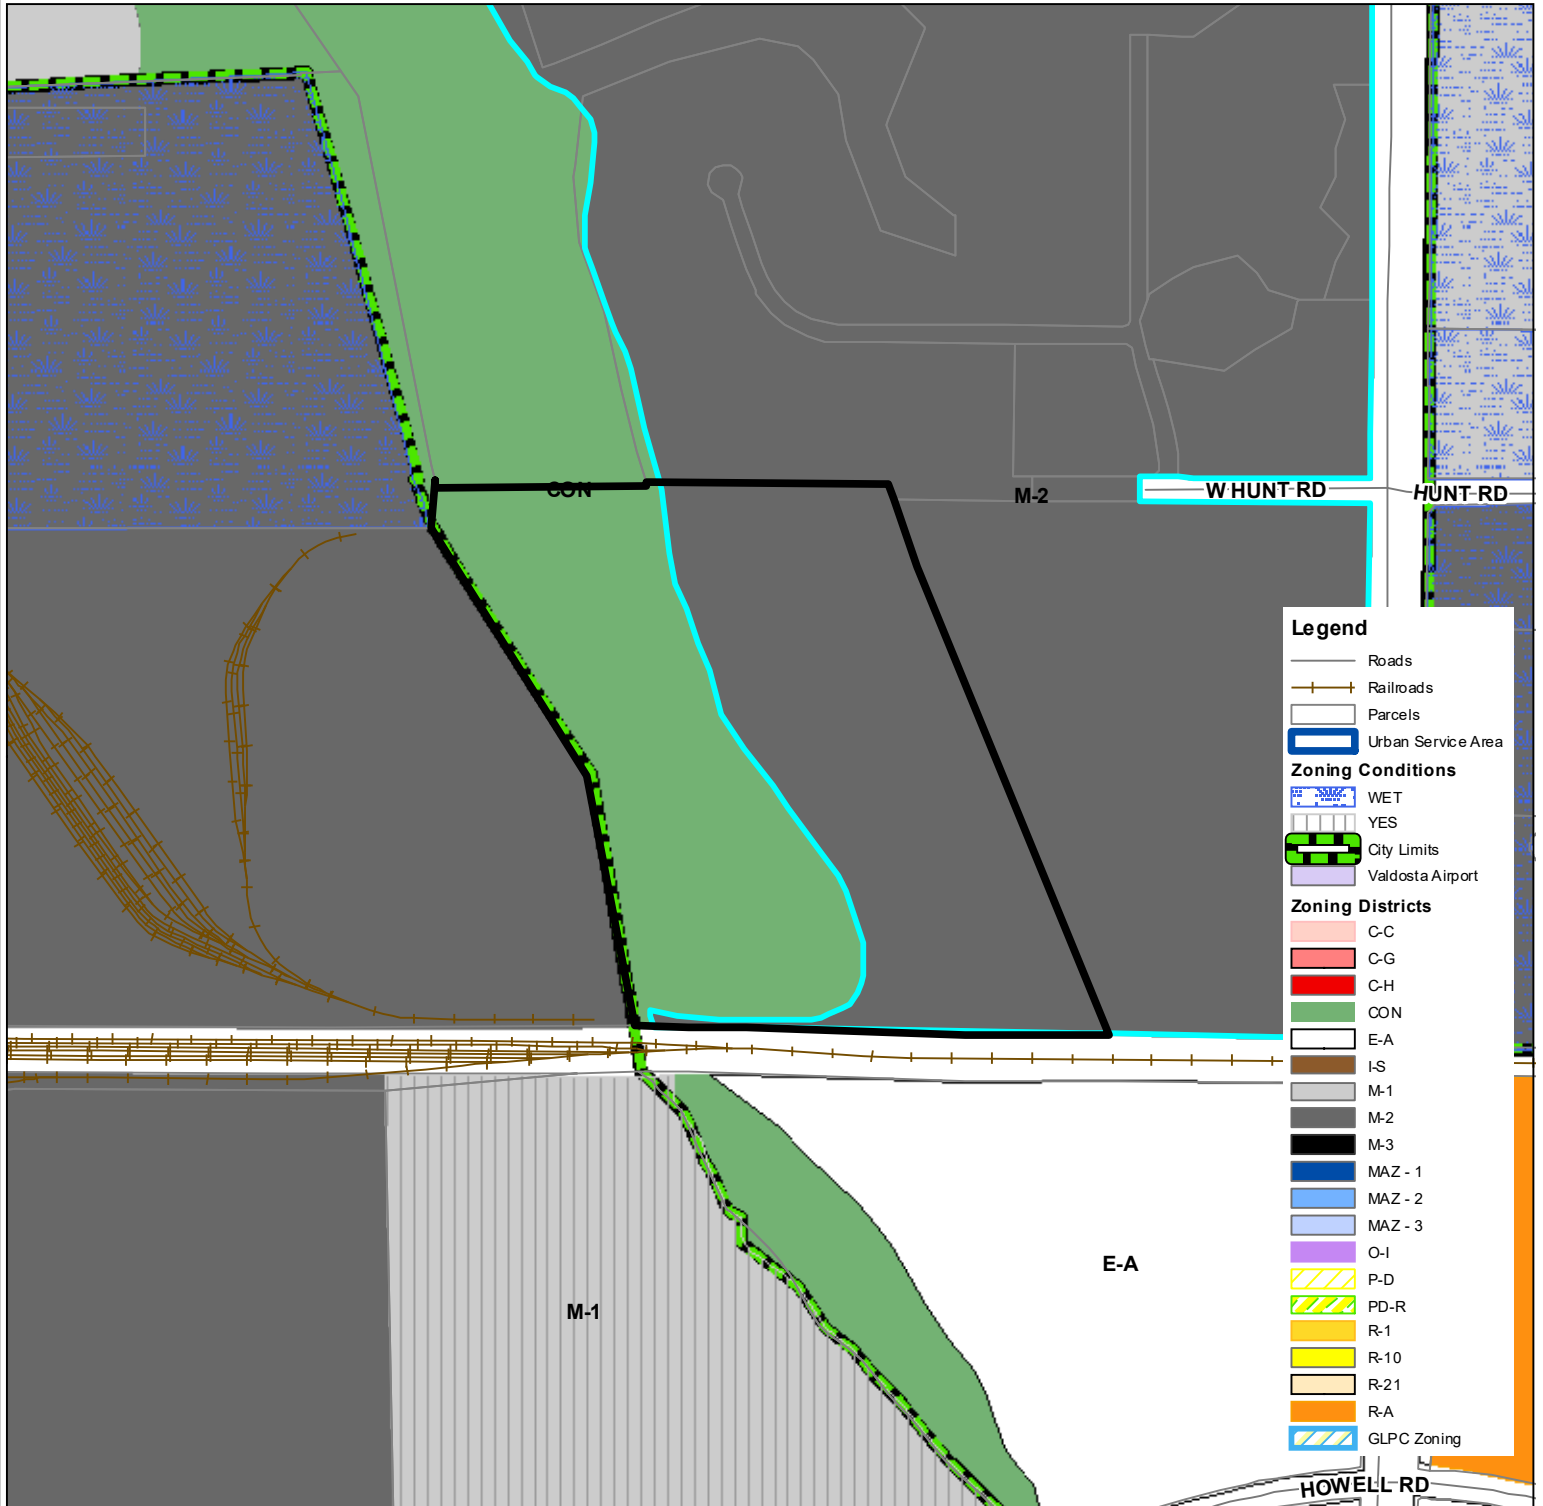 CON
M-2
W HUNT RD
HUNT RD
Legend
Roads
Railroads
Parcels
Urban Service Area
Zoning Conditions
WET
YES
City Limits
Valdosta Airport
Zoning Districts
C-C
C-G
C-H
CON
E-A
I-S
M-1
M-2
M-3
MAZ - 1
MAZ - 2
MAZ - 3
O-I
P-D
PD-R
R-1
R-10
R-21
R-A
GLPC Zoning
E-A
M-1
HOWELL RD